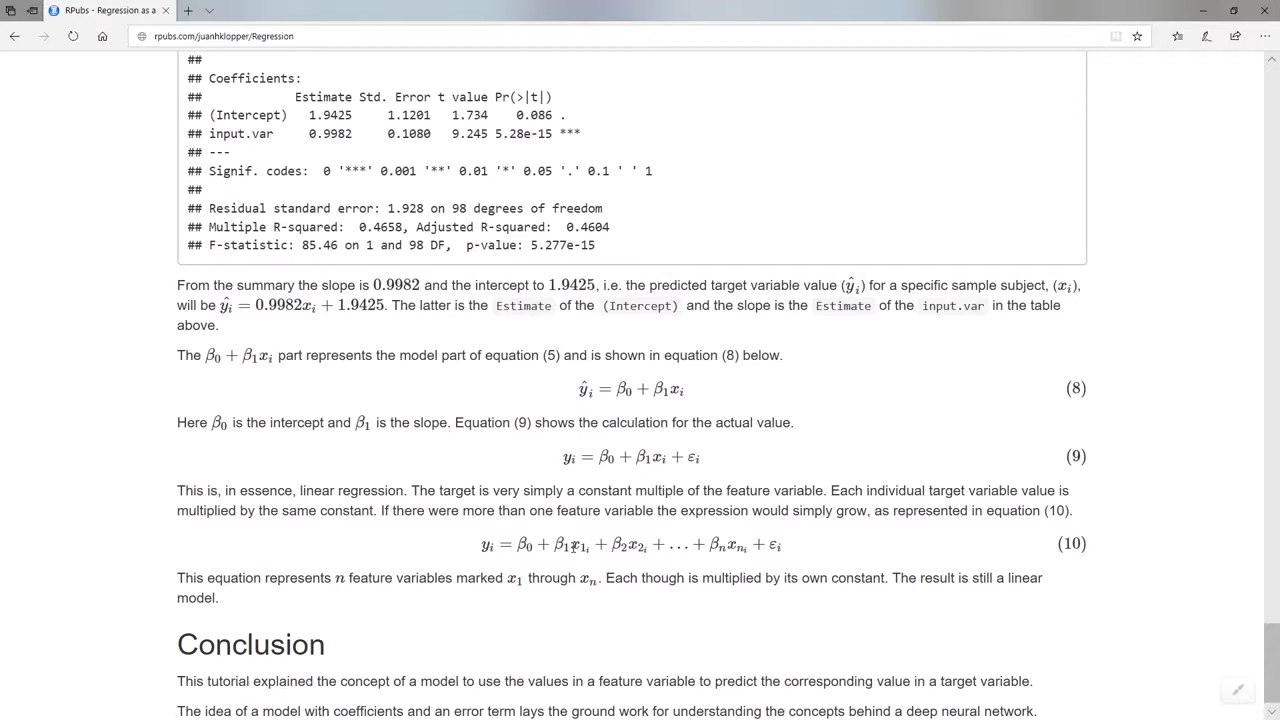 RPubs - Regression as a
rpubs.com/juanhklopper/Regression
##
## Coefficients:
## Estimate Std. Error t value Pr(>|t|)
## (Intercept) 1.9425 1.1201 1.734 0.086 .
## input.var 0.9982 0.1080 9.245 5.28e-15 ***
## ---
## Signif. codes: 0 '***' 0.001 '**' 0.01 '*' 0.05 '.' 0.1 ' ' 1
##
## Residual standard error: 1.928 on 98 degrees of freedom
## Multiple R-squared: 0.4658, Adjusted R-squared: 0.4604
## F-statistic: 85.46 on 1 and 98 DF, p-value: 5.277e-15
From the summary the slope is 0.9982 and the intercept to 1.9425, i.e. the predicted target variable value (ŷᵢ) for a specific sample subject, (xᵢ),
will be ŷᵢ = 0.9982xᵢ + 1.9425. The latter is the Estimate of the (Intercept) and the slope is the Estimate of the input.var in the table
above.
The β₀ + β₁xᵢ part represents the model part of equation (5) and is shown in equation (8) below.
ŷᵢ = β₀ + β₁xᵢ (8)
Here β₀ is the intercept and β₁ is the slope. Equation (9) shows the calculation for the actual value.
yᵢ = β₀ + β₁xᵢ + εᵢ (9)
This is, in essence, linear regression. The target is very simply a constant multiple of the feature variable. Each individual target variable value is
multiplied by the same constant. If there were more than one feature variable the expression would simply grow, as represented in equation (10).
yᵢ = β₀ + β₁x₁ᵢ + β₂x₂ᵢ + … + βₙxₙᵢ + εᵢ (10)
This equation represents n feature variables marked x₁ through xₙ. Each though is multiplied by its own constant. The result is still a linear
model.
Conclusion
This tutorial explained the concept of a model to use the values in a feature variable to predict the corresponding value in a target variable.
The idea of a model with coefficients and an error term lays the ground work for understanding the concepts behind a deep neural network.